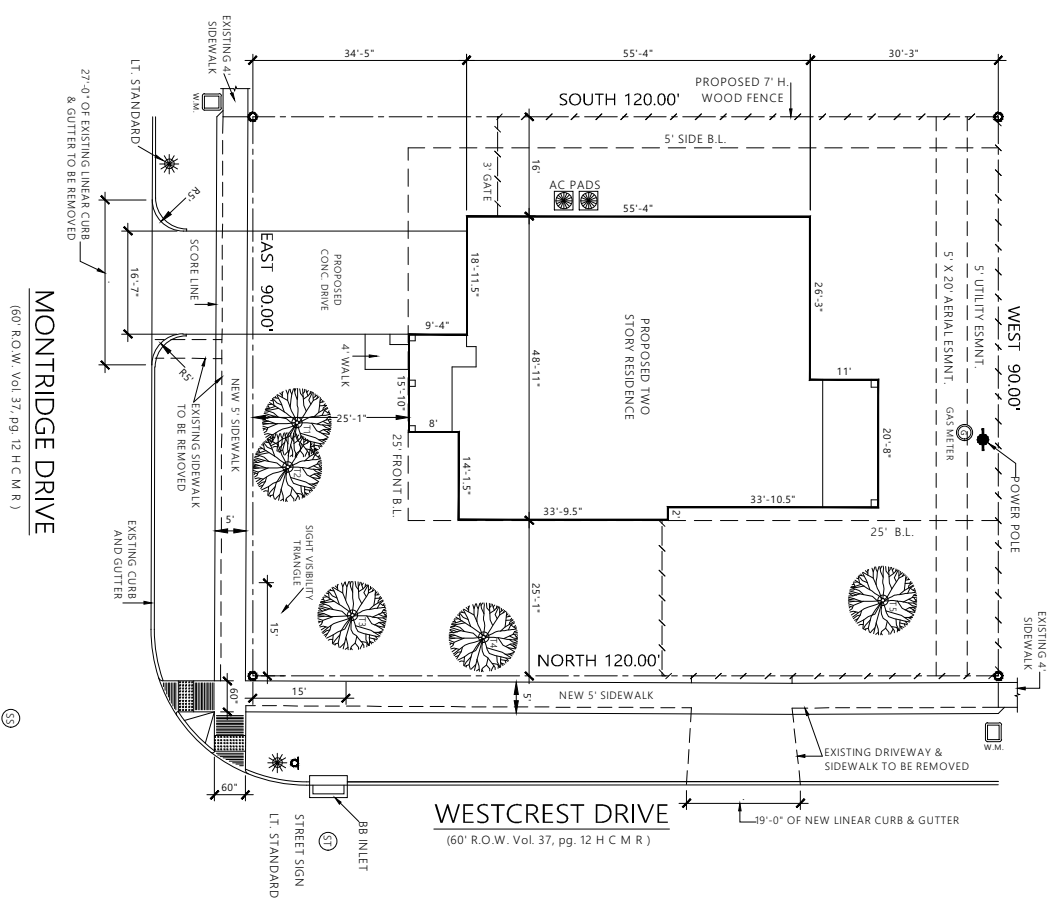 34'-5"
55'-4"
30'-3"
EXISTING 4'
SIDEWALK
W.M.
LT. STANDARD
27'-0" OF EXISTING LINEAR CURB
& GUTTER TO BE REMOVED
PROPOSED 7' H.
WOOD FENCE
SOUTH 120.00'
5' SIDE B.L.
16'
3' GATE
AC PADS
55'-4"
R5'
SCORE LINE
EAST 90.00'
PROPOSED
CONC. DRIVE
18'-11.5"
26'-3"
5' X 20' AERIAL ESMNT.
5' UTILITY ESMNT.
WEST 90.00'
16'-7"
9'-4"
PROPOSED TWO
STORY RESIDENCE
48'-11"
11'
4' WALK
15'-10"
R5'
EXISTING SIDEWALK
TO BE REMOVED
NEW 5' SIDEWALK
25'-1"
8'
T1
T2
25' FRONT B.L.
14'-1.5"
20'-8"
GAS METER
G
POWER POLE
33'-10.5"
33'-9.5"
2'
25' B.L.
MONTRIDGE DRIVE
(60' R.O.W. Vol. 37, pg. 12 H C M R )
5'
EXISTING CURB
AND GUTTER
SIGHT VISIBILITY
TRIANGLE
15'
25'-1"
T3
T4
T5
EXISTING 4'
SIDEWALK
NORTH 120.00'
60"
15'
5'
NEW 5' SIDEWALK
SS
W.M.
EXISTING DRIVEWAY &
SIDEWALK TO BE REMOVED
60"
WESTCREST DRIVE
(60' R.O.W. Vol. 37, pg. 12 H C M R )
19'-0" OF NEW LINEAR CURB & GUTTER
LT. STANDARD
STREET SIGN
ST
BB INLET